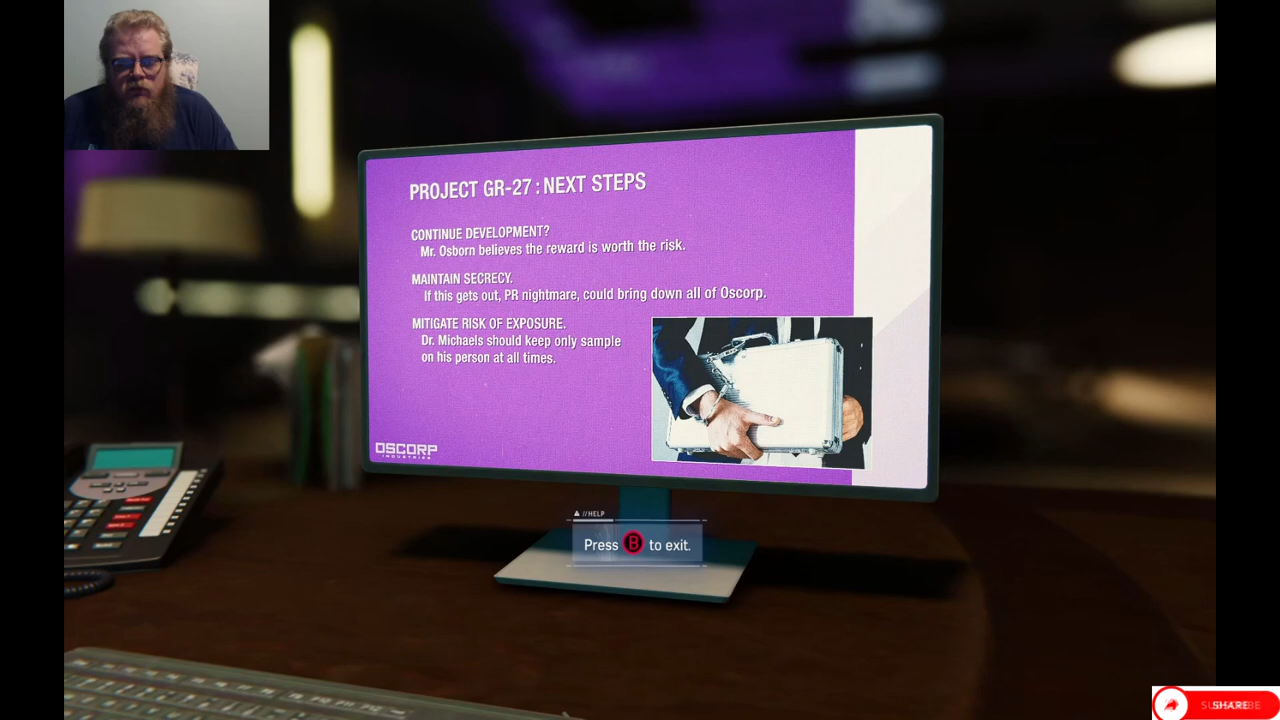 PROJECT GR-27 : NEXT STEPS
CONTINUE DEVELOPMENT?
Mr. Osborn believes the reward is worth the risk.
MAINTAIN SECRECY.
If this gets out, PR nightmare, could bring down all of Oscorp.
MITIGATE RISK OF EXPOSURE.
Dr. Michaels should keep only sample
on his person at all times.
OSCORP
INDUSTRIES
//HELP
Press B to exit.